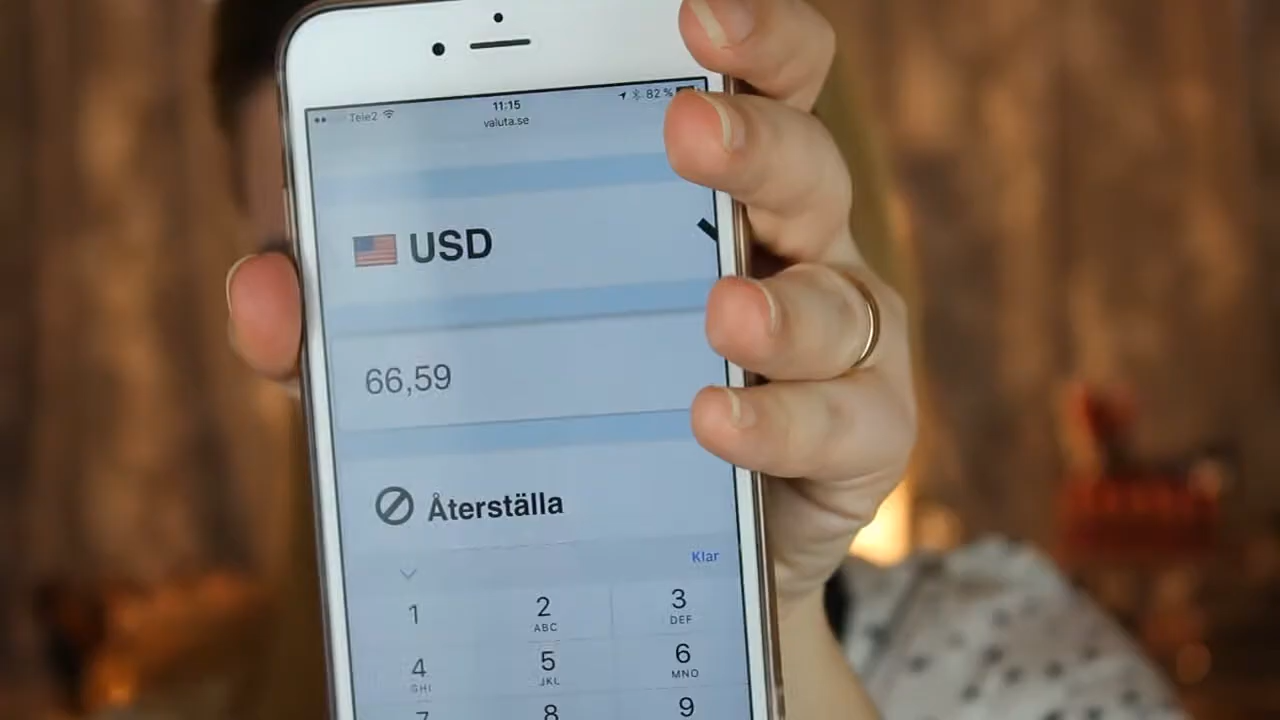 Tele2 11:15 82 %
valuta.se
USD
66,59
Återställa
Klar
1 2 3
ABC DEF
4 5 6
GHI JKL MNO
7 8 9